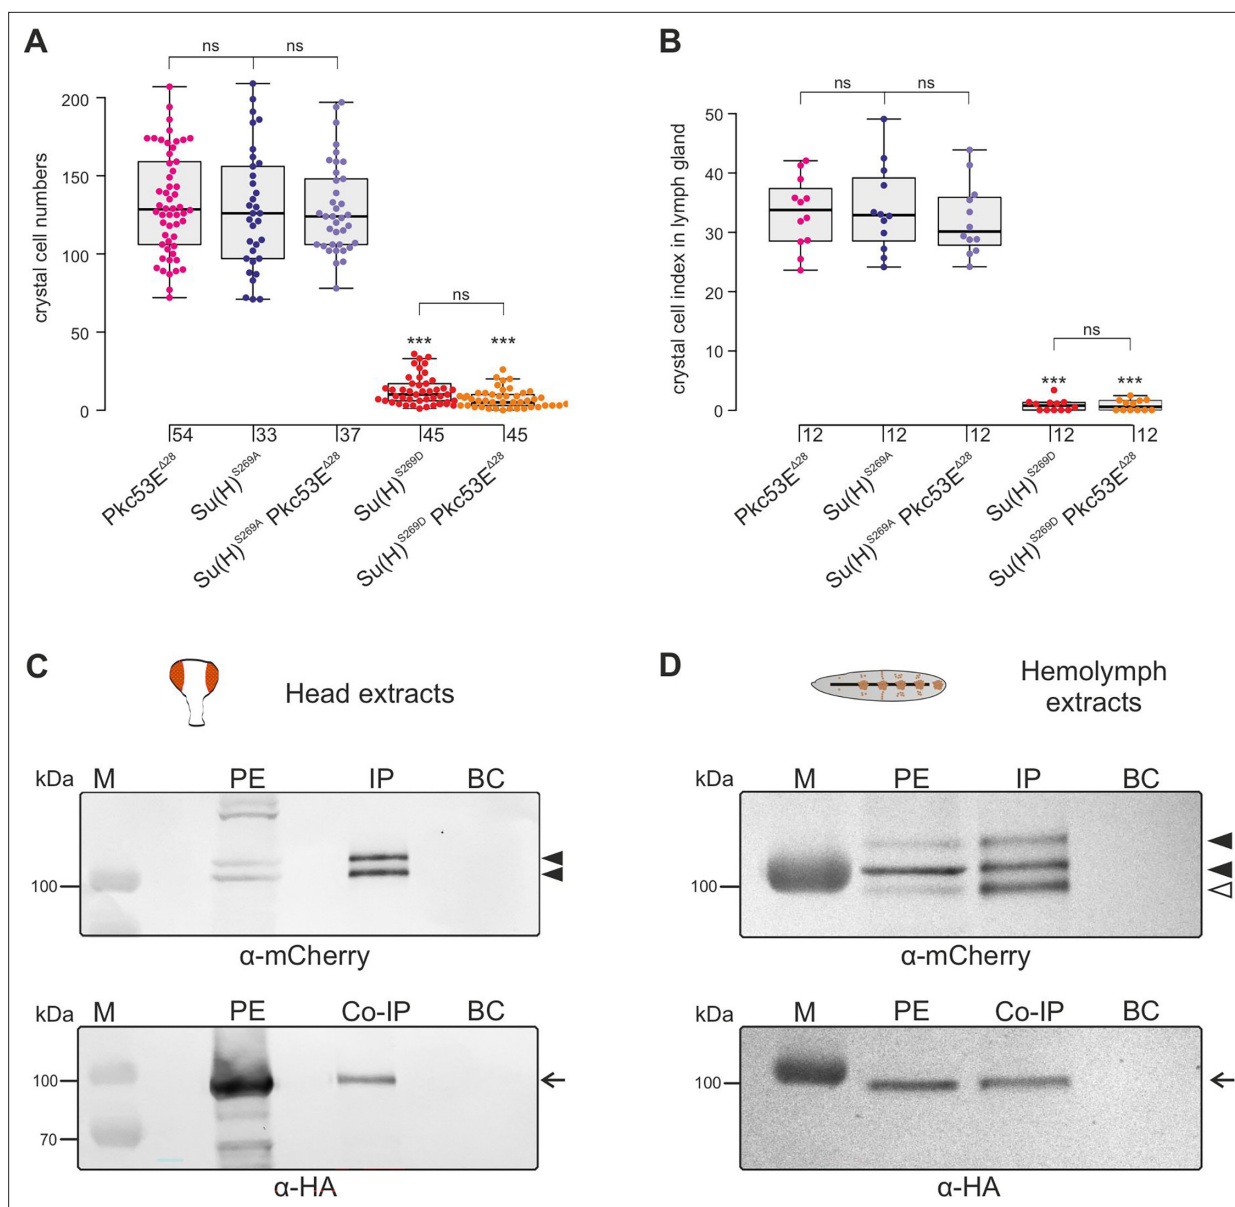 A
ns ns
crystal cell numbers
200
150
100
50
0
ns
*** ***
54 33 37 45 45
Pkc53E^Δ28
Su(H)^S269A
Su(H)^S269A Pkc53E^Δ28
Su(H)^S269D
Su(H)^S269D Pkc53E^Δ28
B
ns ns
crystal cell index in lymph gland
50
40
30
20
10
0
ns
*** ***
12 12 12 12 12
Pkc53E^Δ28
Su(H)^S269A
Su(H)^S269A Pkc53E^Δ28
Su(H)^S269D
Su(H)^S269D Pkc53E^Δ28
C
Head extracts
kDa M PE IP BC
100
α-mCherry
kDa M PE Co-IP BC
100
70
α-HA
D
Hemolymph
extracts
kDa M PE IP BC
100
α-mCherry
kDa M PE Co-IP BC
100
α-HA